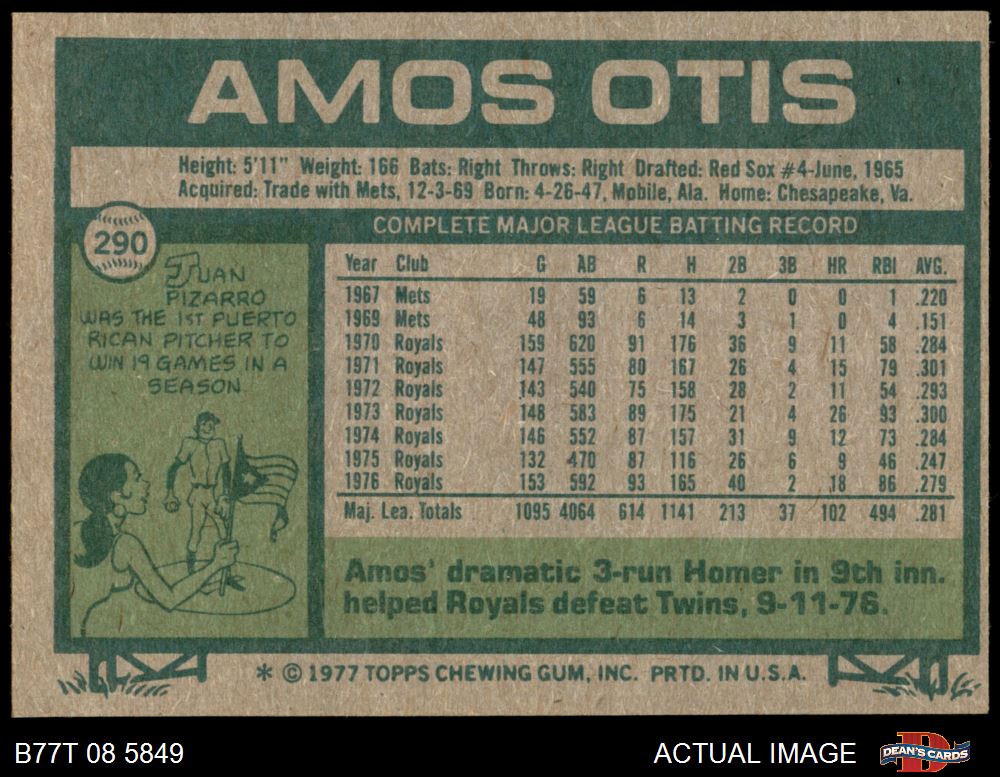 AMOS OTIS
Height: 5'11" Weight: 166 Bats: Right Throws: Right Drafted: Red Sox #4-June, 1965
Acquired: Trade with Mets, 12-3-69 Born: 4-26-47, Mobile, Ala. Home: Chesapeake, Va.
290
JUAN
PIZARRO
WAS THE 1ST PUERTO
RICAN PITCHER TO
WIN 19 GAMES IN A
SEASON.
COMPLETE MAJOR LEAGUE BATTING RECORD
Year Club G AB R H 2B 3B HR RBI AVG.
1967 Mets 19 59 6 13 2 0 0 1 .220
1969 Mets 48 93 6 14 3 1 0 4 .151
1970 Royals 159 620 91 176 36 9 11 58 .284
1971 Royals 147 555 80 167 26 4 15 79 .301
1972 Royals 143 540 75 158 28 2 11 54 .293
1973 Royals 148 583 89 175 21 4 26 93 .300
1974 Royals 146 552 87 157 31 9 12 73 .284
1975 Royals 132 470 87 116 26 6 9 46 .247
1976 Royals 153 592 93 165 40 2 18 86 .279
Maj. Lea. Totals 1095 4064 614 1141 213 37 102 494 .281
Amos' dramatic 3-run Homer in 9th inn.
helped Royals defeat Twins, 9-11-76.
* © 1977 TOPPS CHEWING GUM, INC. PRTD. IN U.S.A.
B77T 08 5849
ACTUAL IMAGE
D
DEAN'S CARDS